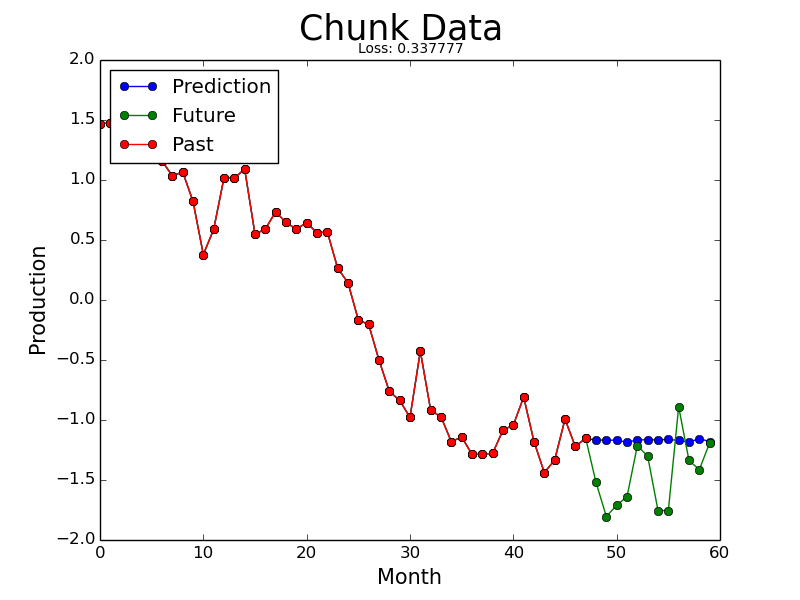 Chunk Data
Loss: 0.337777
Prediction
Future
Past
2.0
1.5
1.0
0.5
0.0
−0.5
−1.0
−1.5
−2.0
Production
0 10 20 30 40 50 60
Month